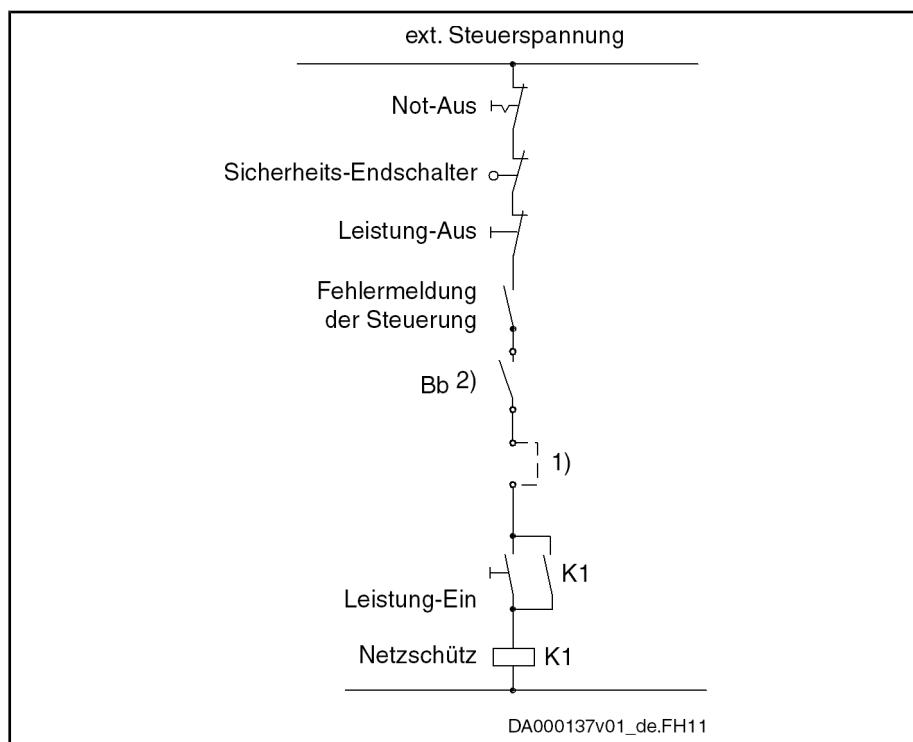 ext. Steuerspannung
Not-Aus
Sicherheits-Endschalter
Leistung-Aus
Fehlermeldung
der Steuerung
Bb 2)
1)
K1
Leistung-Ein
Netzschütz K1
DA000137v01_de.FH11